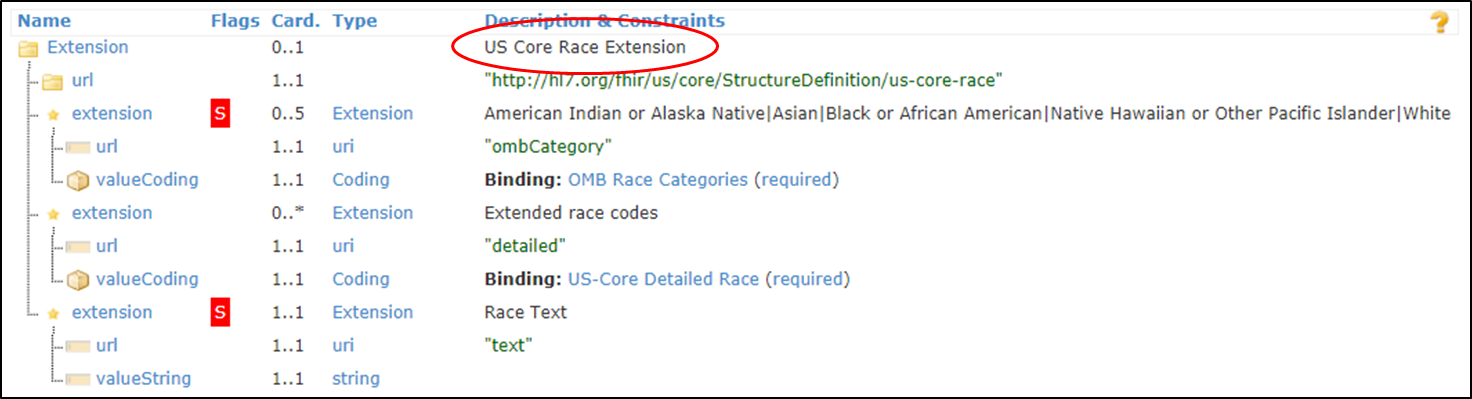 Name Flags Card. Type Description & Constraints ?
Extension 0..1 US Core Race Extension
url 1..1 "http://hl7.org/fhir/us/core/StructureDefinition/us-core-race"
extension S 0..5 Extension American Indian or Alaska Native|Asian|Black or African American|Native Hawaiian or Other Pacific Islander|White
url 1..1 uri "ombCategory"
valueCoding 1..1 Coding Binding: OMB Race Categories (required)
extension 0..* Extension Extended race codes
url 1..1 uri "detailed"
valueCoding 1..1 Coding Binding: US-Core Detailed Race (required)
extension S 1..1 Extension Race Text
url 1..1 uri "text"
valueString 1..1 string